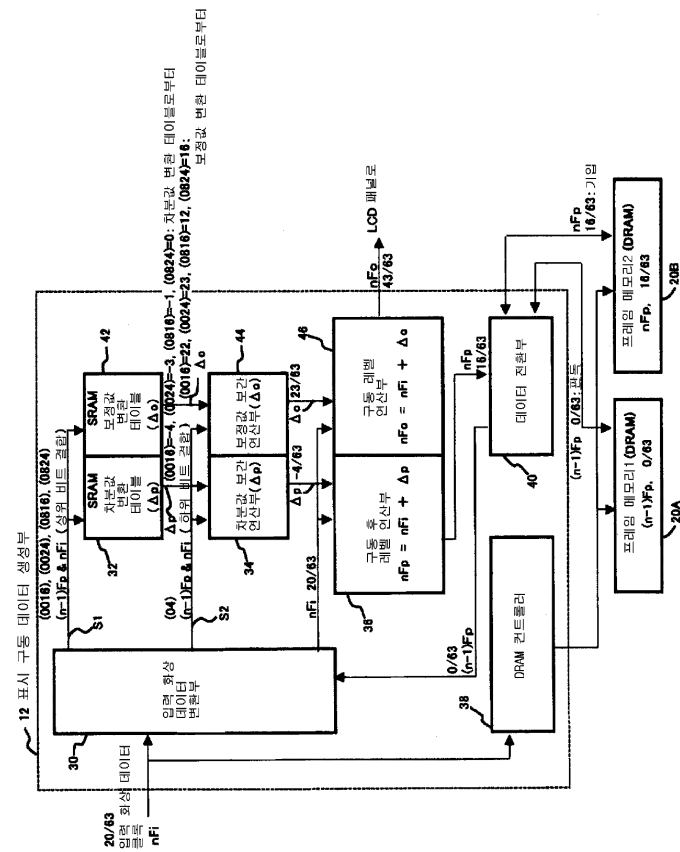 12 표시 구동 데이터 생성부
20/63
입력 화상 데이터
클록
nFi
30
입력 화상
데이터
변환부
(0016), (0024), (0816), (0824)
(n-1)Fp & nFi (상위 비트 결합)
S1
(04)
(n-1)Fp & nFi (하위 비트 결합)
S2
nFi 20/63
0/63
(n-1)Fp
32
SRAM
차분값
변환
테이블
(Δp)
SRAM
보정값
변환
테이블
(Δo)
42
Δp (0016)=-4, (0024)=-3, (0816)=-1, (0824)=0: 차분값 변환 테이블로부터
Δo (0016)=22, (0024)=23, (0816)=12, (0824)=16:
보정값 변환 테이블로부터
34
차분값 보간
연산부(Δp)
보정값 보간
연산부(Δo)
44
Δp -4/63
Δo 23/63
36
구동 후
레벨 연산부
nFp = nFi + Δp
구동 레벨
연산부
nFo = nFi + Δo
46
nFo
43/63
LCD 패널로
nFp
16/63
38
DRAM 컨트롤러
40
데이터 전환부
(n-1)Fp 0/63: 판독
nFp
16/63: 기입
프레임 메모리1 (DRAM)
(n-1)Fp, 0/63
20A
프레임 메모리2 (DRAM)
nFp, 16/63
20B